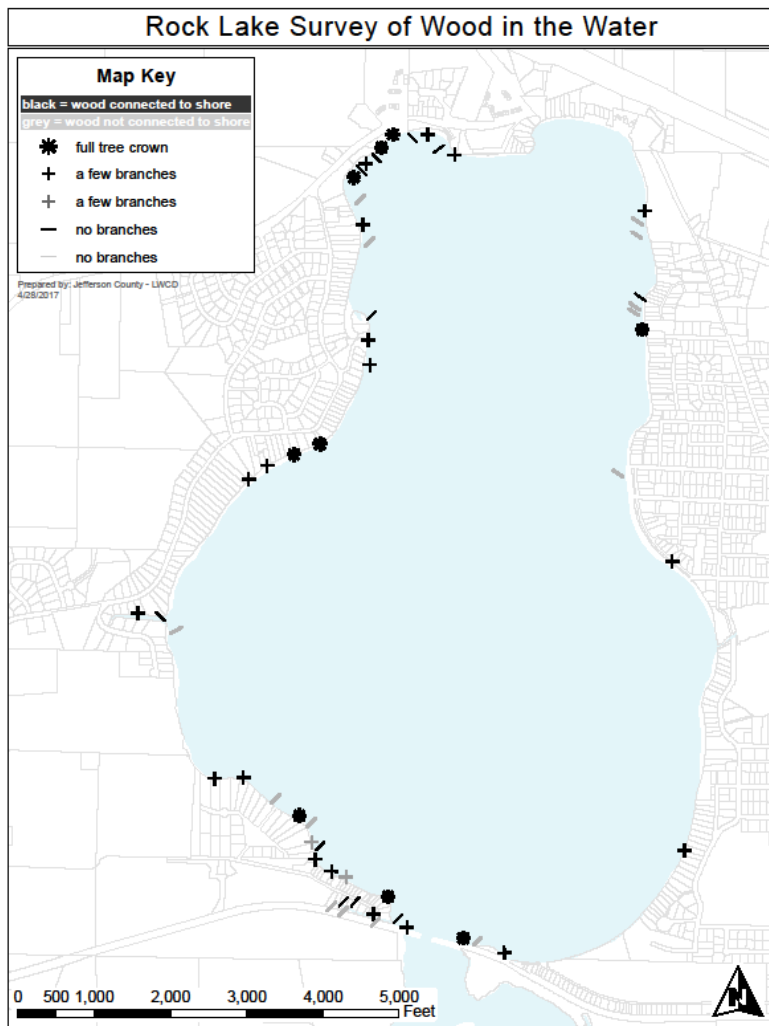 Rock Lake Survey of Wood in the Water
Map Key
black = wood connected to shore
grey = wood not connected to shore
full tree crown
a few branches
a few branches
no branches
no branches
Prepared by: Jefferson County - LWCD
4/28/2017
N
0 500 1,000 2,000 3,000 4,000 5,000
Feet